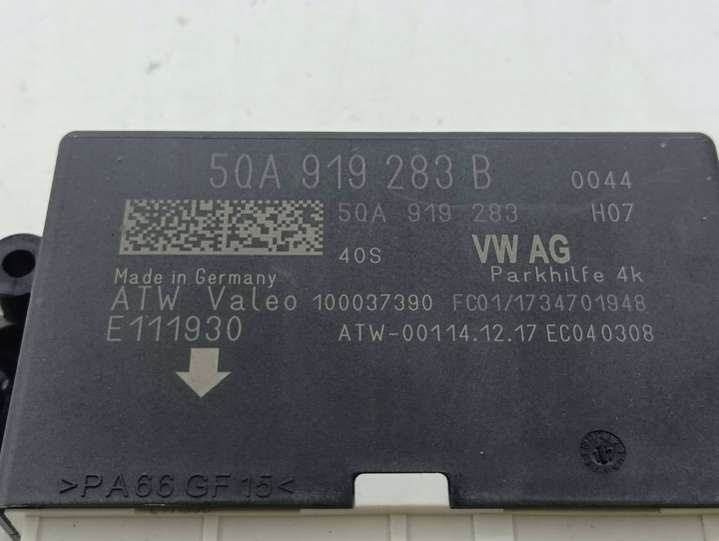 5QA 919 283 B 0044
5QA 919 283 H07
40S VW AG
Parkhilfe 4k
Made in Germany
ATW Valeo 100037390 FC01/1734701948
E111930 ATW-00114.12.17 EC040308
>PA66 GF15<